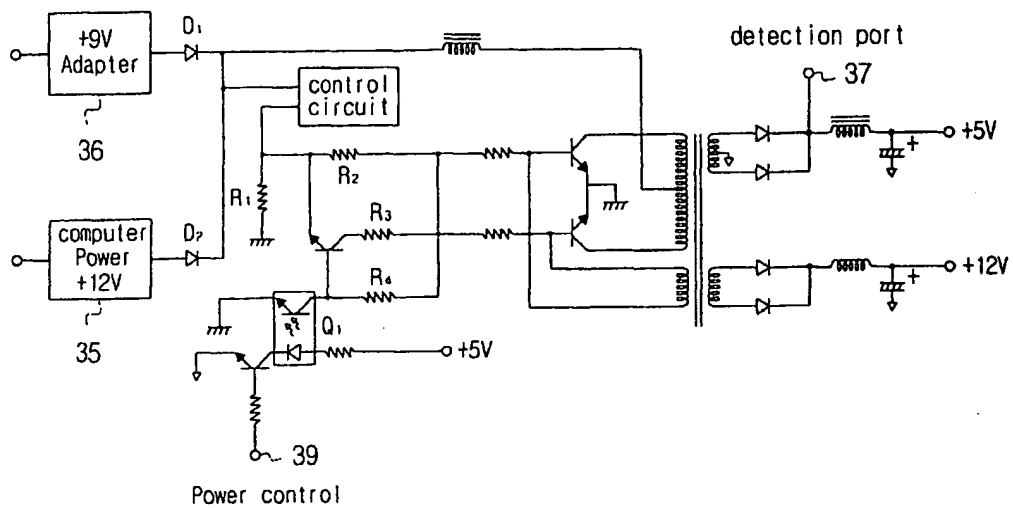 +9V
Adapter
36
D1
control
circuit
detection port
37
+5V
R2
R1
R3
computer
Power
+12V
35
D2
R4
Q1
+5V
+12V
39
Power control